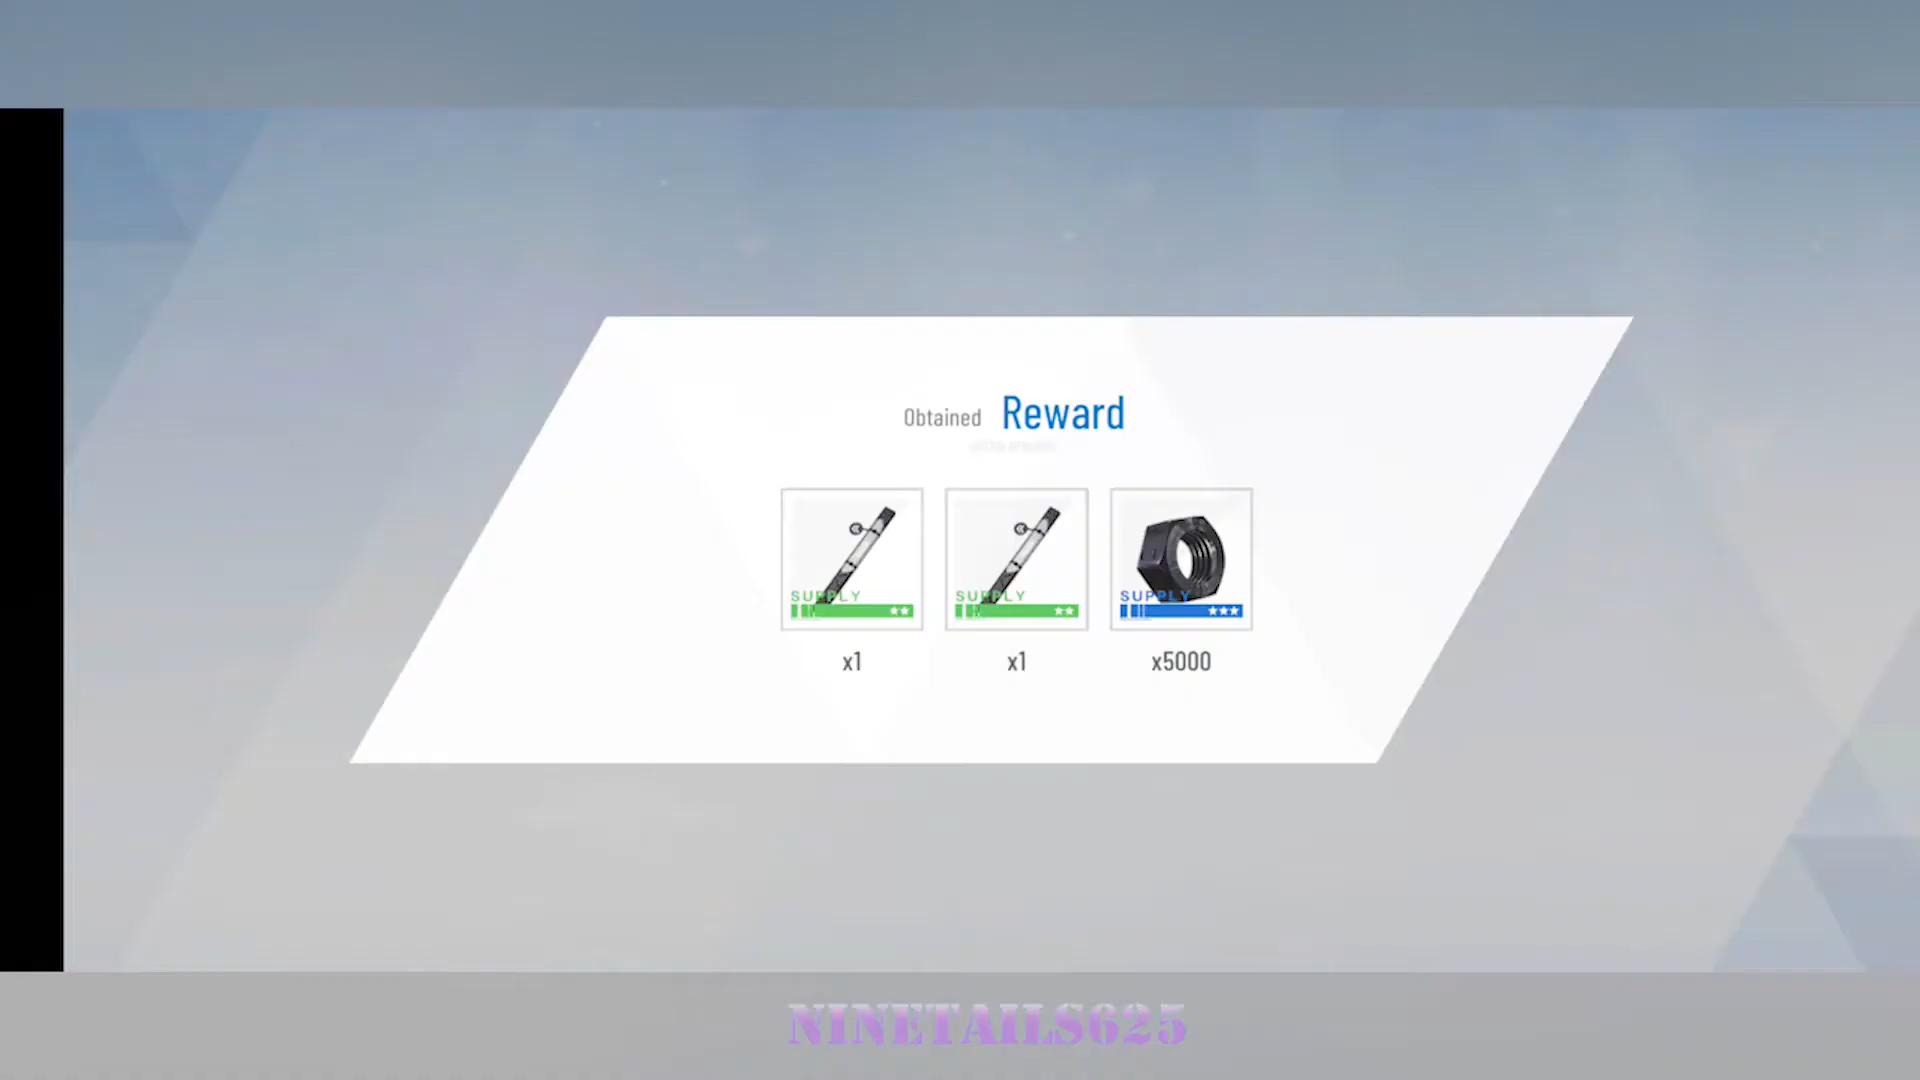 Obtained Reward
SUPPLY SUPPLY SUPPLY
x1 x1 x5000
NINETAILS625